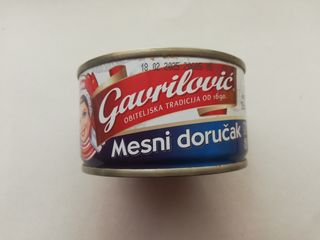 18 02 2025
Gavrilović
OBITELJSKA TRADICIJA OD 1690.
Mesni doručak